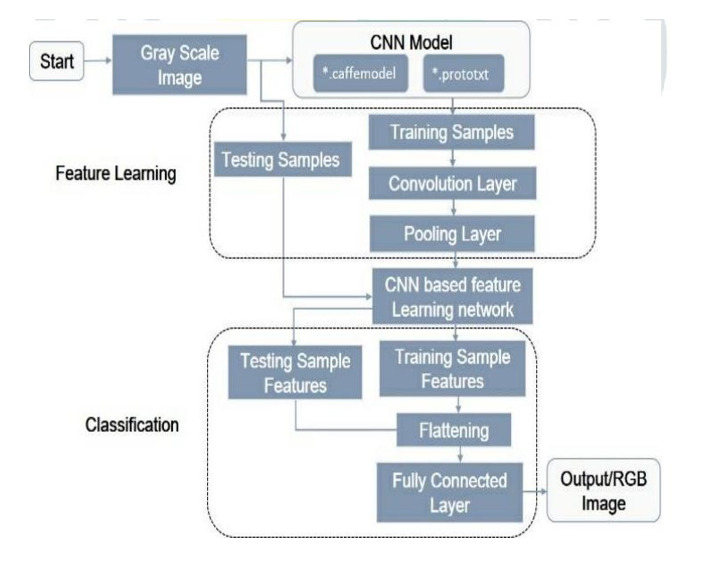 Start
Gray Scale
Image
CNN Model
*.caffemodel
*.prototxt
Feature Learning
Testing Samples
Training Samples
Convolution Layer
Pooling Layer
CNN based feature
Learning network
Classification
Testing Sample
Features
Training Sample
Features
Flattening
Fully Connected
Layer
Output/RGB
Image